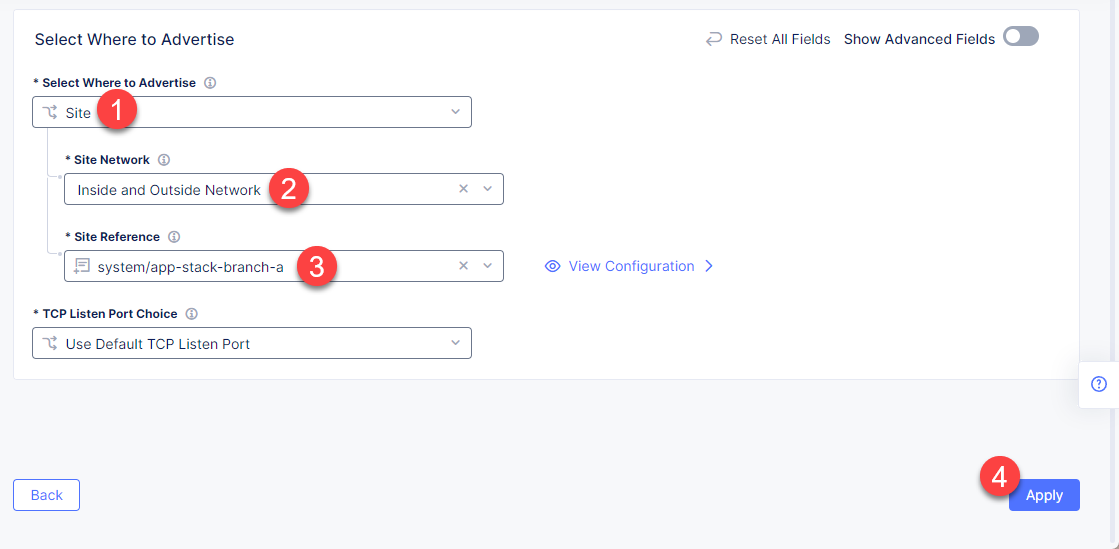 Select Where to Advertise
Reset All Fields
Show Advanced Fields
* Select Where to Advertise
Site
1
* Site Network
Inside and Outside Network
2
* Site Reference
system/app-stack-branch-a
3
View Configuration
* TCP Listen Port Choice
Use Default TCP Listen Port
Back
4
Apply